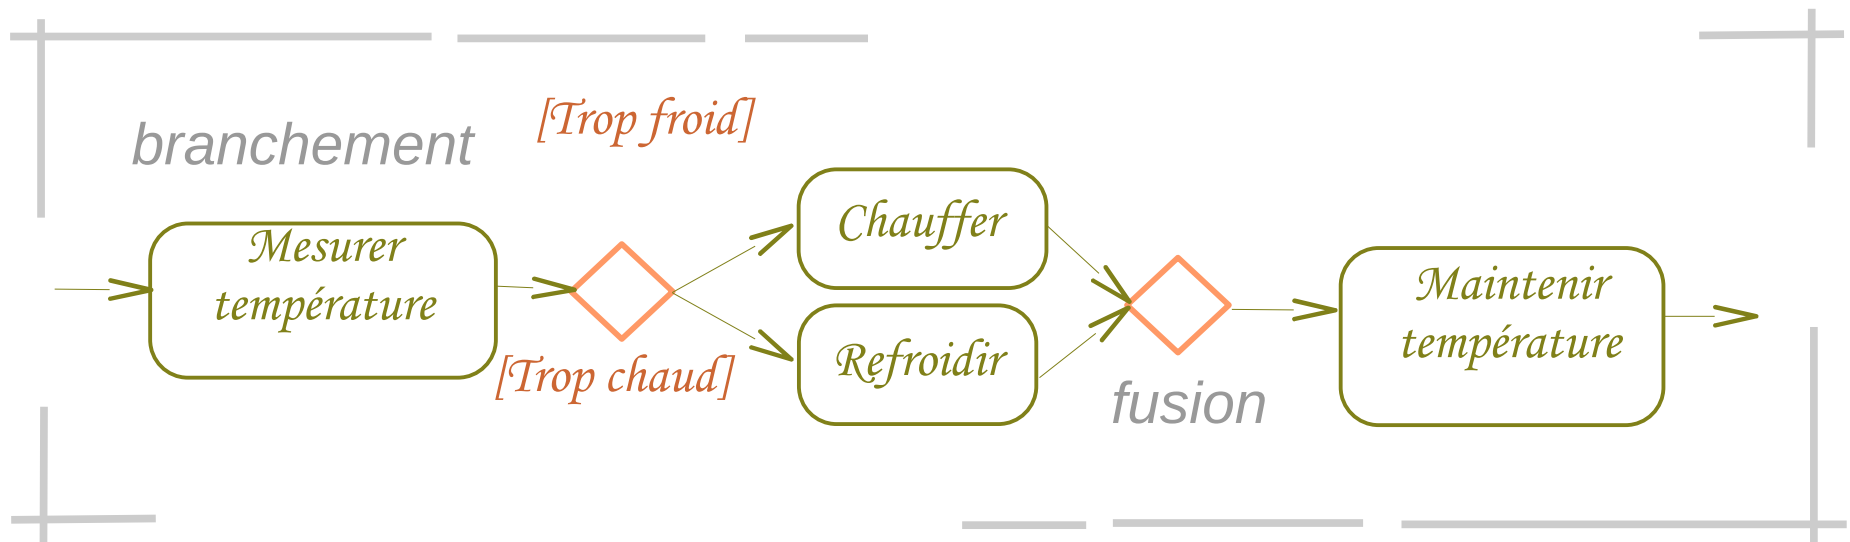 [Trop froid]
branchement
Mesurer
température
Chauffer
Refroidir
[Trop chaud]
fusion
Maintenir
température